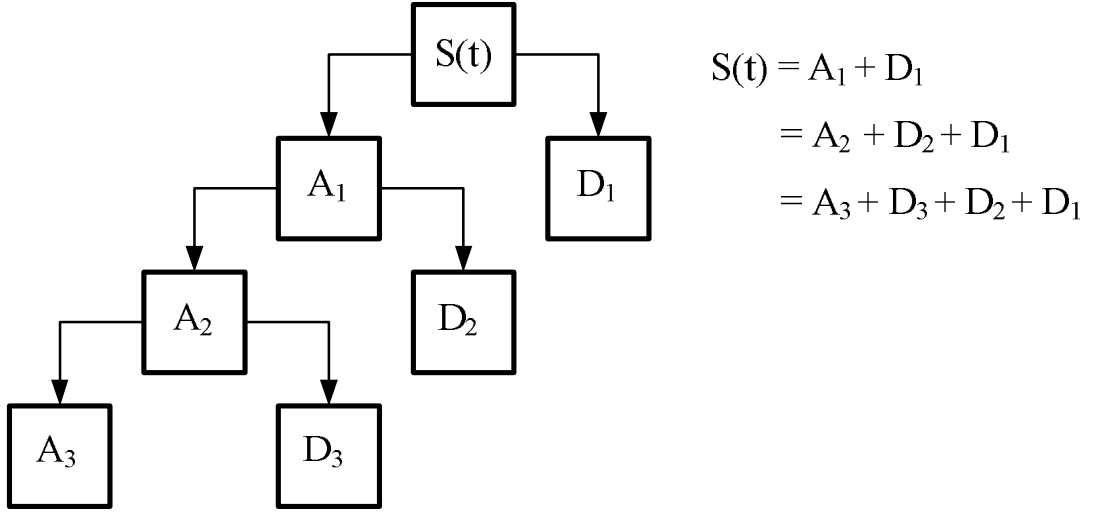 S(t)
A₁
D₁
A₂
D₂
A₃
D₃
S(t) = A₁ + D₁
= A₂ + D₂ + D₁
= A₃ + D₃ + D₂ + D₁